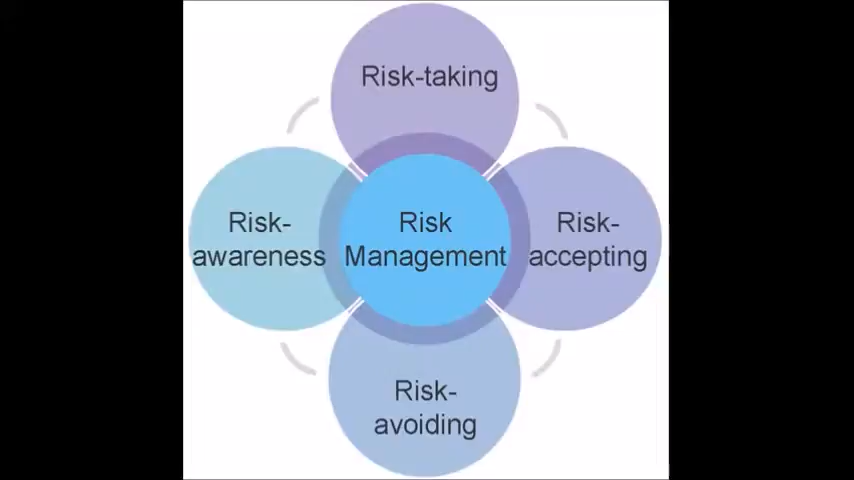 Risk-taking
Risk-
awareness
Risk
Management
Risk-
accepting
Risk-
avoiding